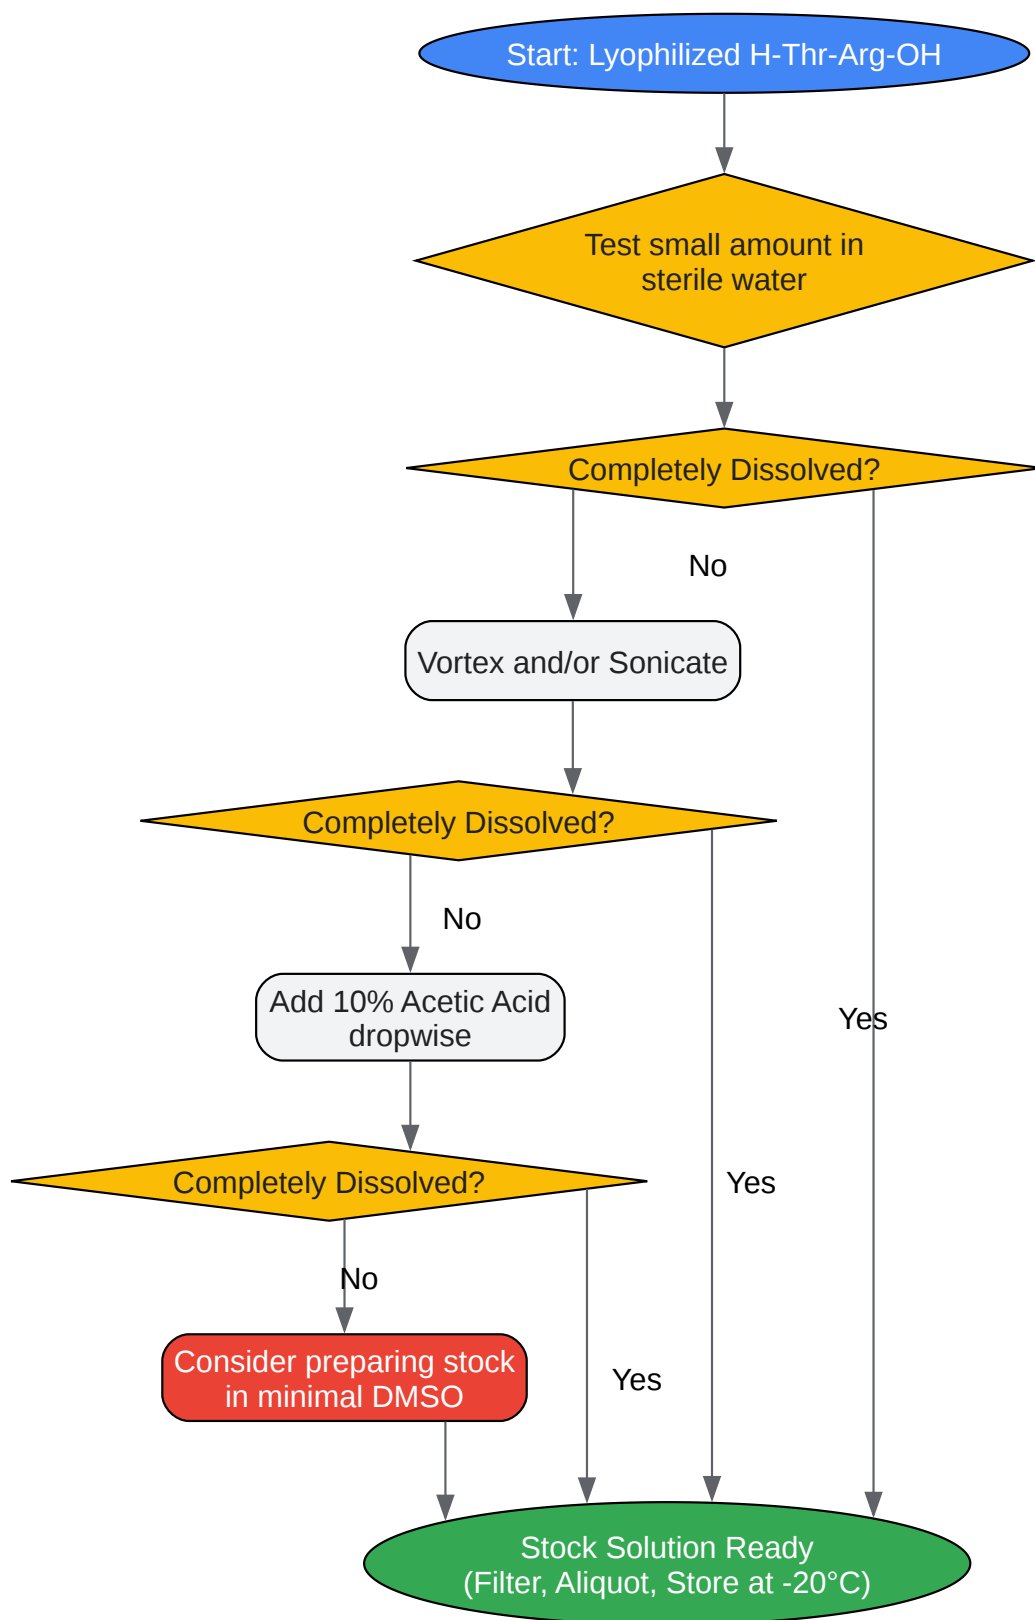 Start: Lyophilized H-Thr-Arg-OH
Test small amount in
sterile water
Completely Dissolved?
No
Vortex and/or Sonicate
Completely Dissolved?
No
Add 10% Acetic Acid
dropwise
Yes
Completely Dissolved?
Yes
No
Consider preparing stock
in minimal DMSO
Yes
Stock Solution Ready
(Filter, Aliquot, Store at -20°C)